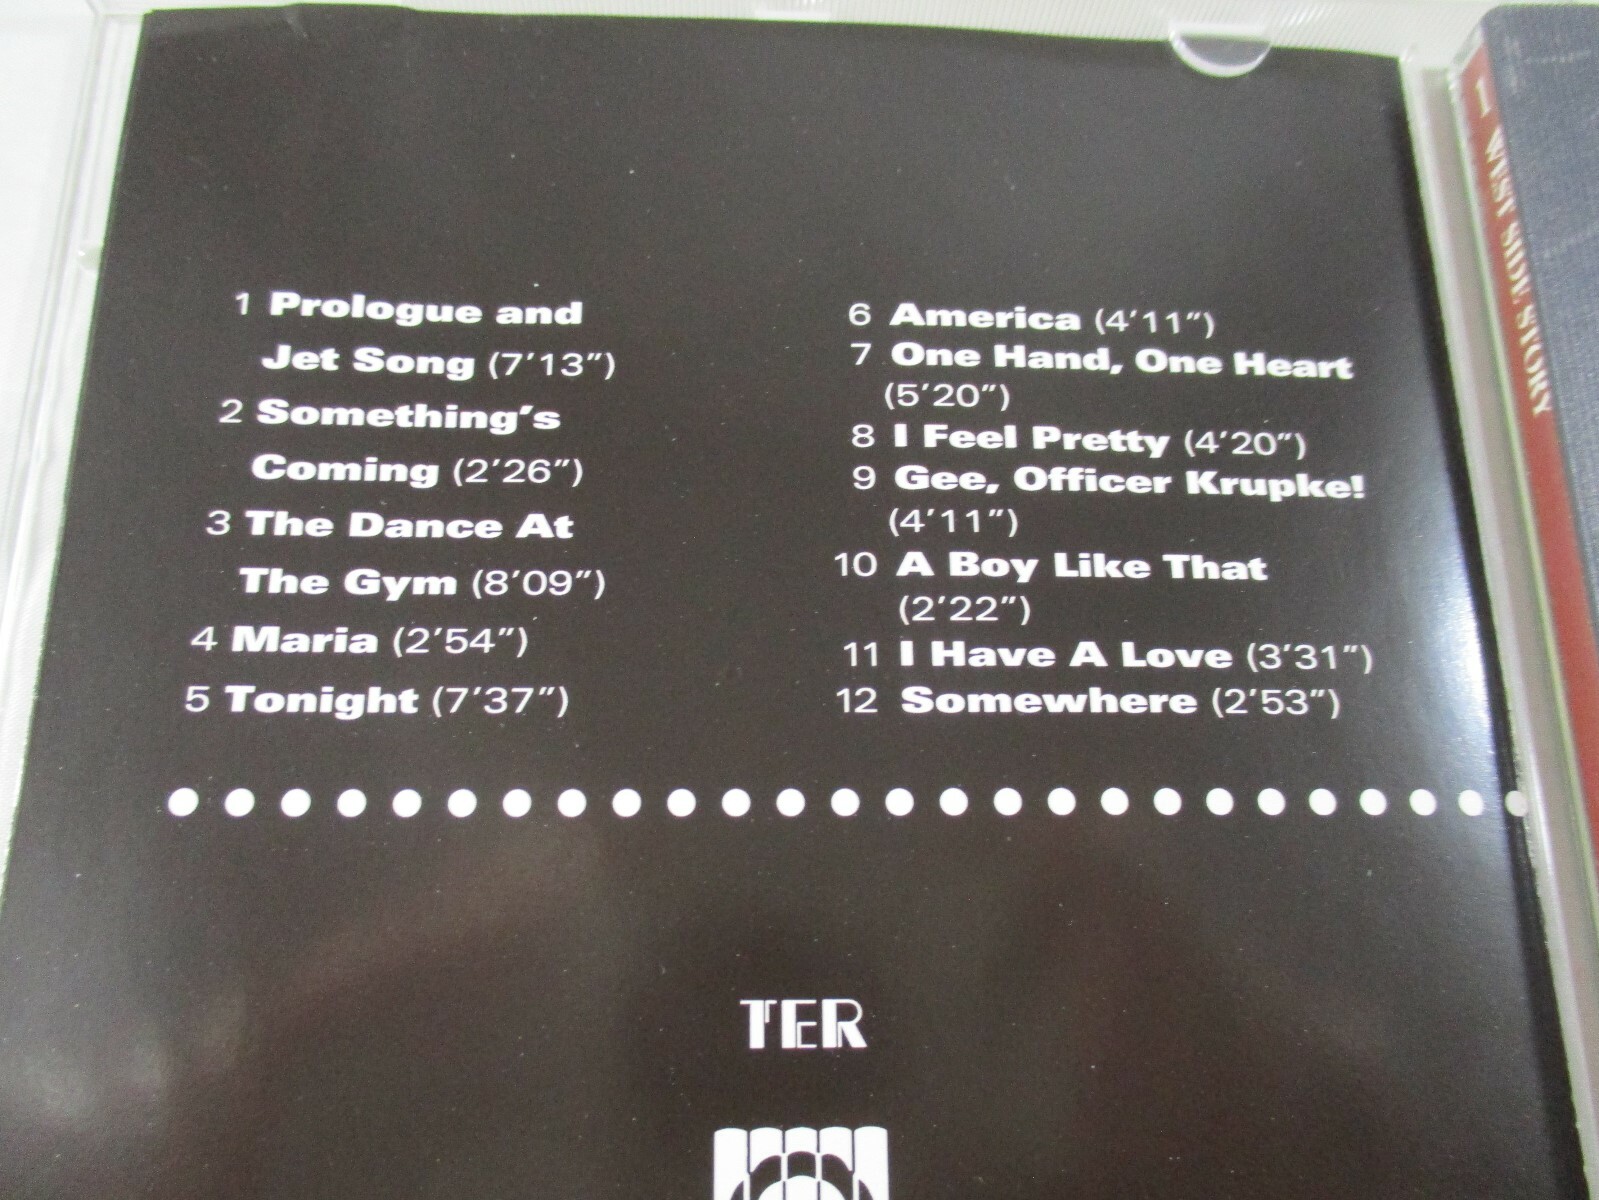 1 Prologue and
Jet Song (7'13")
2 Something's
Coming (2'26")
3 The Dance At
The Gym (8'09")
4 Maria (2'54")
5 Tonight (7'37")
6 America (4'11")
7 One Hand, One Heart
(5'20")
8 I Feel Pretty (4'20")
9 Gee, Officer Krupke!
(4'11")
10 A Boy Like That
(2'22")
11 I Have A Love (3'31")
12 Somewhere (2'53")
TER
1 WEST SIDE STORY